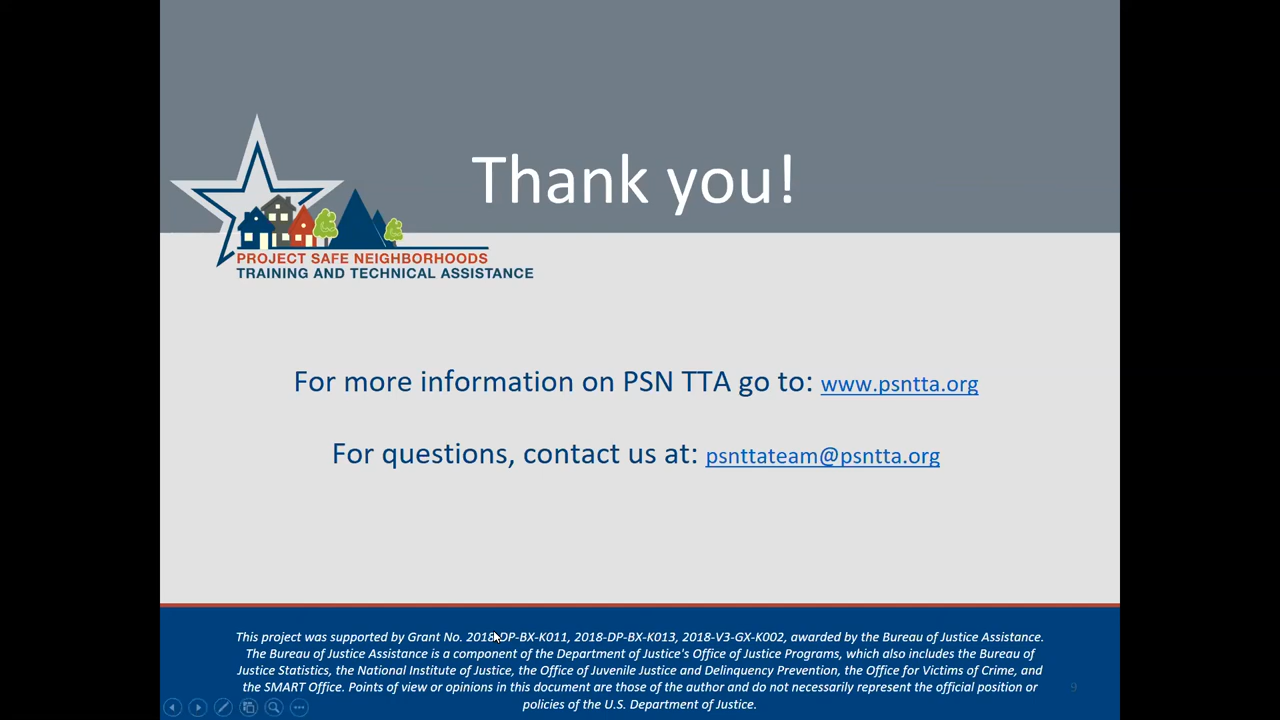 Thank you!
PROJECT SAFE NEIGHBORHOODS
TRAINING AND TECHNICAL ASSISTANCE
For more information on PSN TTA go to: www.psntta.org
For questions, contact us at: psnttateam@psntta.org
This project was supported by Grant No. 2018-DP-BX-K011, 2018-DP-BX-K013, 2018-V3-GX-K002, awarded by the Bureau of Justice Assistance.
The Bureau of Justice Assistance is a component of the Department of Justice's Office of Justice Programs, which also includes the Bureau of
Justice Statistics, the National Institute of Justice, the Office of Juvenile Justice and Delinquency Prevention, the Office for Victims of Crime, and
the SMART Office. Points of view or opinions in this document are those of the author and do not necessarily represent the official position or
policies of the U.S. Department of Justice.
9